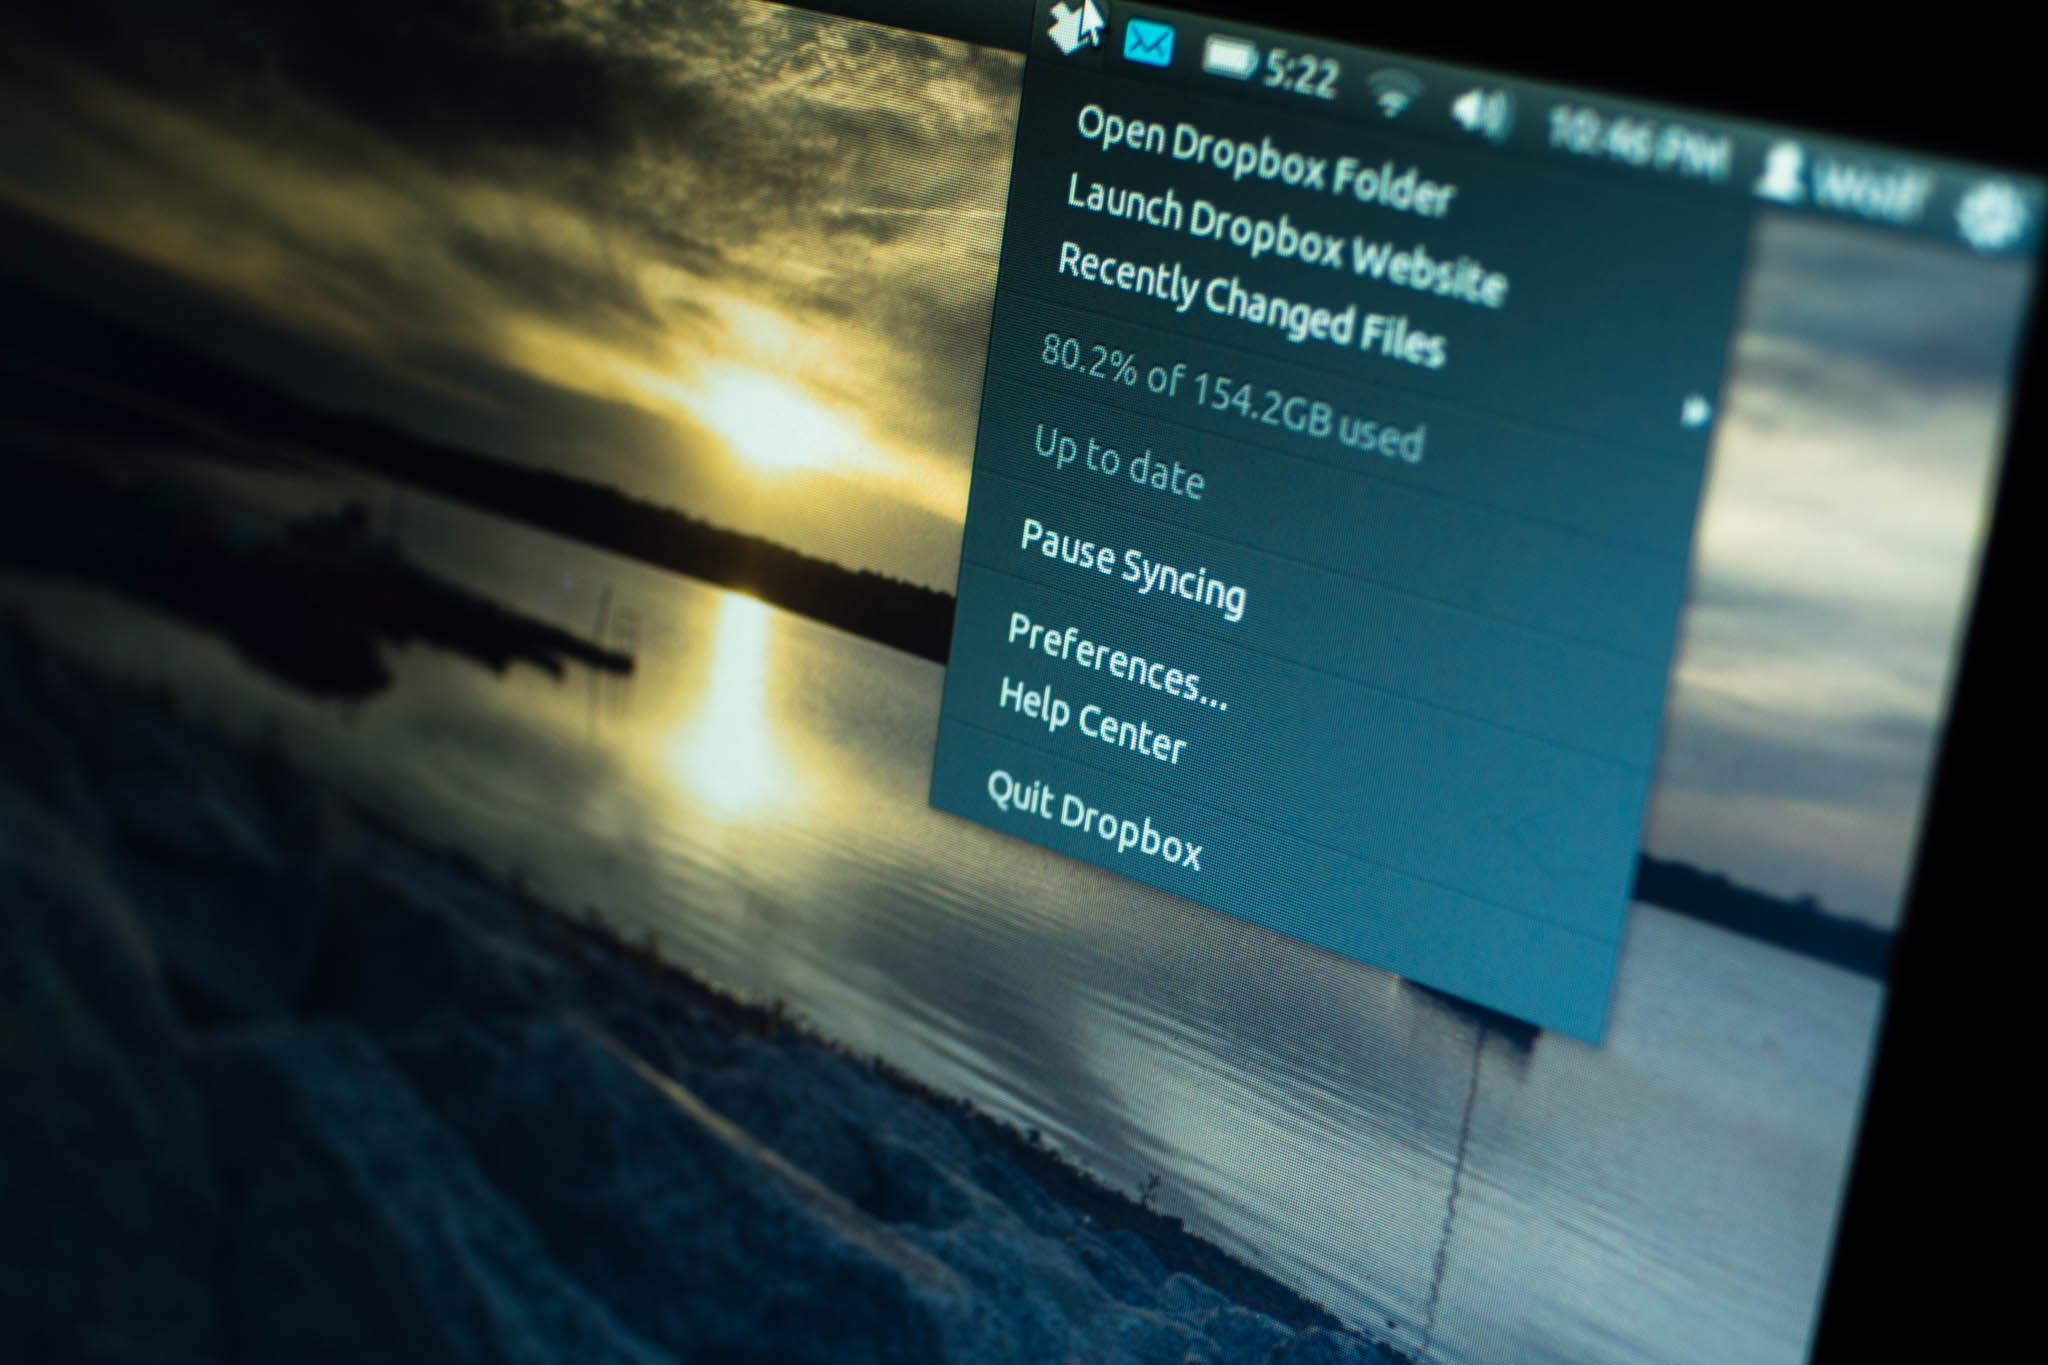 5:22 10:46 PM Wolf
Open Dropbox Folder
Launch Dropbox Website
Recently Changed Files
80.2% of 154.2GB used
Up to date
Pause Syncing
Preferences...
Help Center
Quit Dropbox